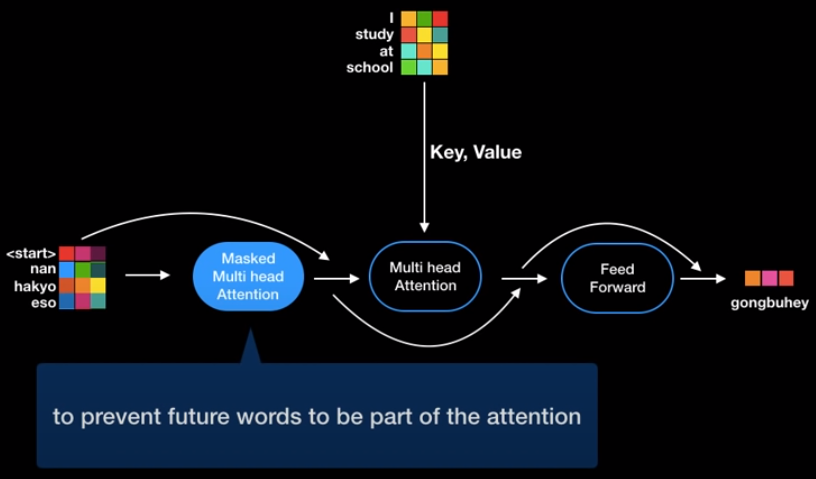 I
study
at
school
Key, Value
<start>
nan
hakyo
eso
Masked
Multi head
Attention
Multi head
Attention
Feed
Forward
gongbuhey
to prevent future words to be part of the attention